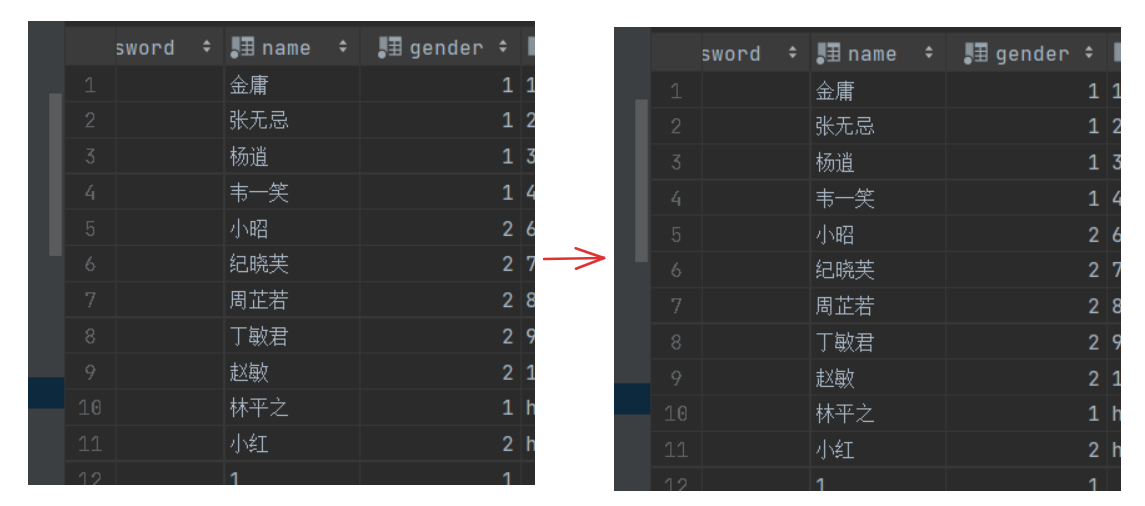 sword name gender
1 金庸 1 1
2 张无忌 1 2
3 杨逍 1 3
4 韦一笑 1 4
5 小昭 2 6
6 纪晓芙 2 7
7 周芷若 2 8
8 丁敏君 2 9
9 赵敏 2 1
10 林平之 1 h
11 小红 2 h
12 1 1
sword name gender
1 金庸 1 1
2 张无忌 1 2
3 杨逍 1 3
4 韦一笑 1 4
5 小昭 2 6
6 纪晓芙 2 7
7 周芷若 2 8
8 丁敏君 2 9
9 赵敏 2 1
10 林平之 1 h
11 小红 2 h
12 1 1